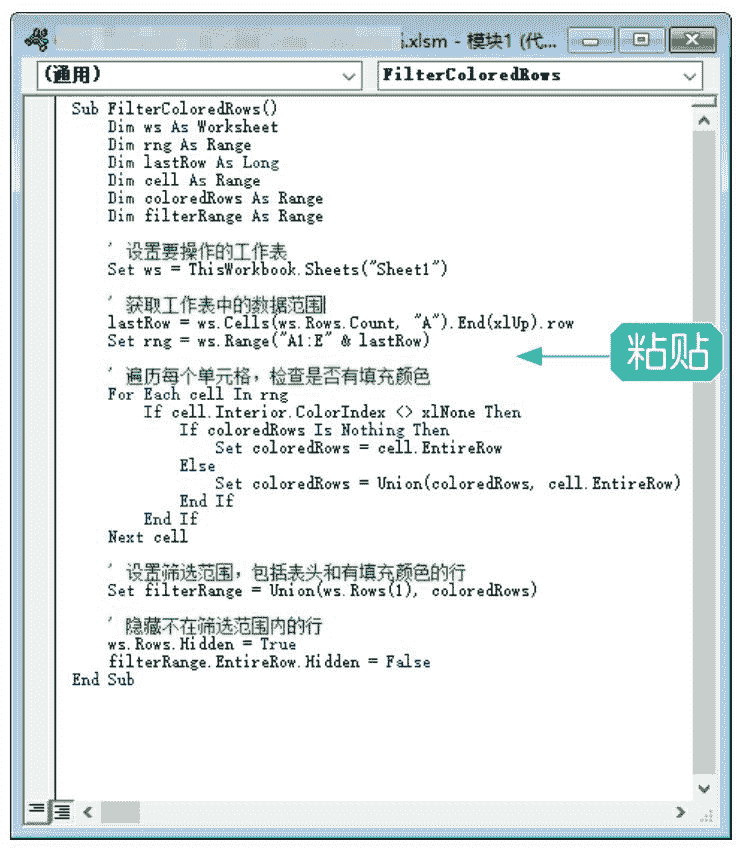 .xlsm - 模块1 (代...
(通用)
FilterColoredRows
Sub FilterColoredRows()
    Dim ws As Worksheet
    Dim rng As Range
    Dim lastRow As Long
    Dim cell As Range
    Dim coloredRows As Range
    Dim filterRange As Range
    ' 设置要操作的工作表
    Set ws = ThisWorkbook.Sheets("Sheet1")
    ' 获取工作表中的数据范围
    lastRow = ws.Cells(ws.Rows.Count, "A").End(xlUp).row
    Set rng = ws.Range("A1:E" & lastRow)
粘贴
    ' 遍历每个单元格，检查是否有填充颜色
    For Each cell In rng
        If cell.Interior.ColorIndex <> xlNone Then
            If coloredRows Is Nothing Then
                Set coloredRows = cell.EntireRow
            Else
                Set coloredRows = Union(coloredRows, cell.EntireRow)
            End If
        End If
    Next cell
    ' 设置筛选范围，包括表头和有填充颜色的行
    Set filterRange = Union(ws.Rows(1), coloredRows)
    ' 隐藏不在筛选范围内的行
    ws.Rows.Hidden = True
    filterRange.EntireRow.Hidden = False
End Sub